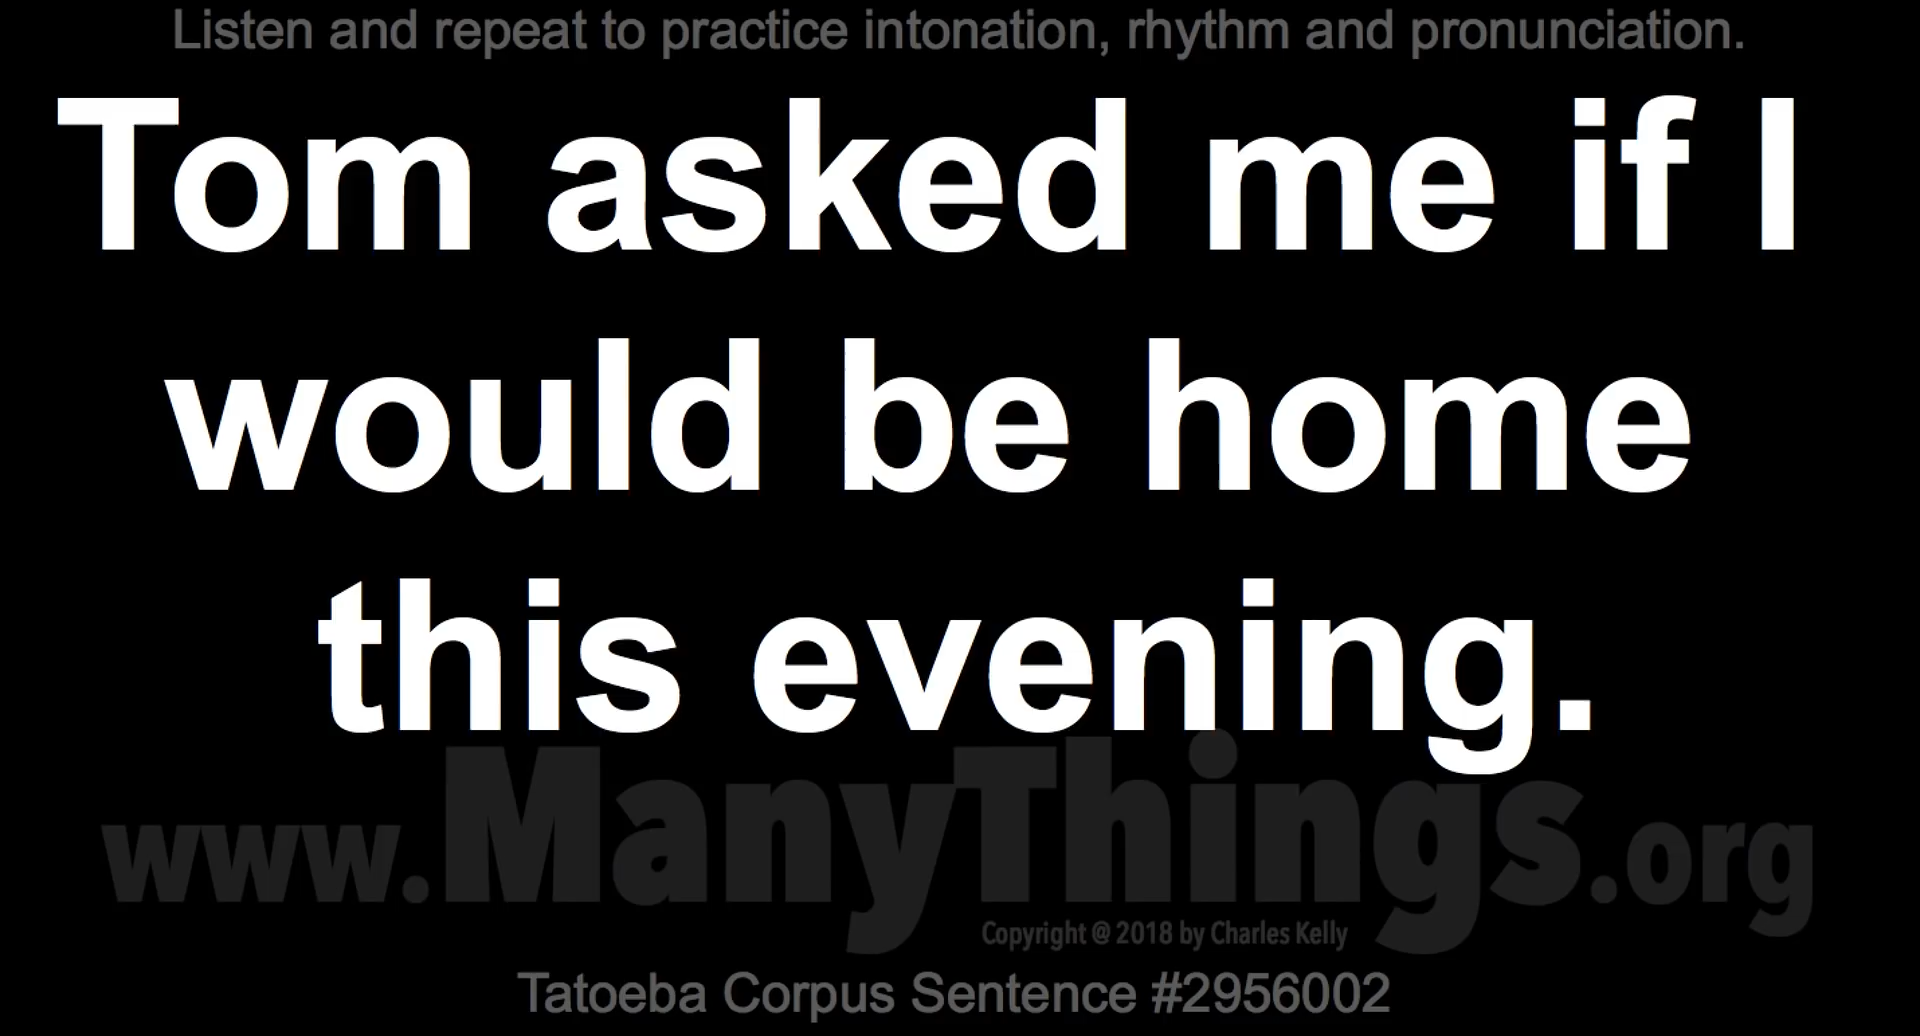 Listen and repeat to practice intonation, rhythm and pronunciation.
Tom asked me if I
would be home
this evening.
www.ManyThings.org
Copyright @ 2018 by Charles Kelly
Tatoeba Corpus Sentence #2956002